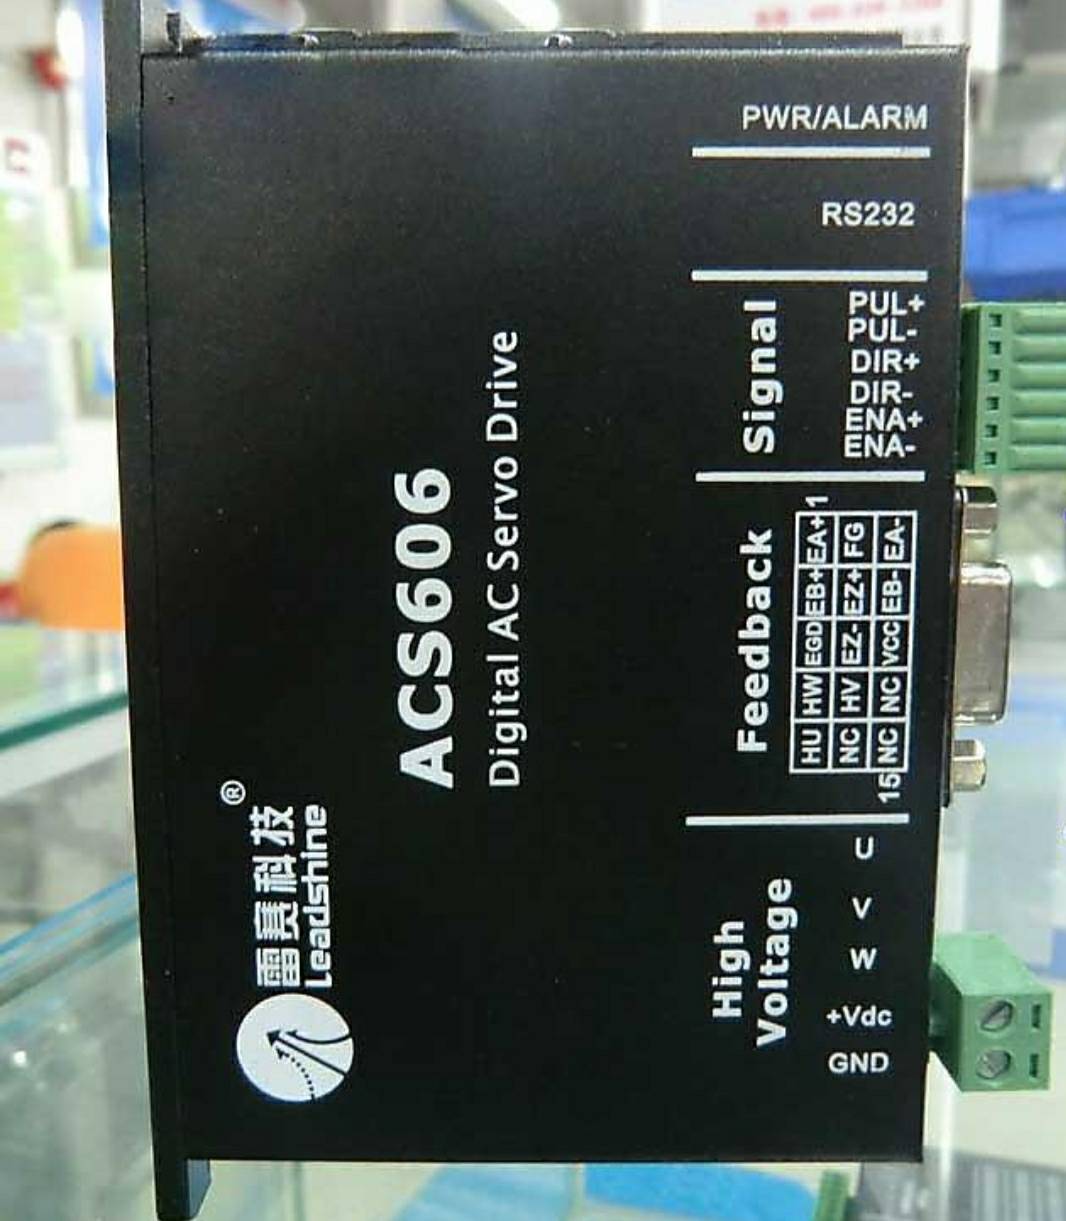 PWR/ALARM
RS232
Signal
PUL+
PUL-
DIR+
DIR-
ENA+
ENA-
ACS606
Digital AC Servo Drive
Feedback
1
HU HW EGD EB+ EA+
NC HV EZ- EZ+ FG
NC NC VCC EB- EA-
15
®
雷赛科技
Leadshine
High
Voltage
U
V
W
+Vdc
GND